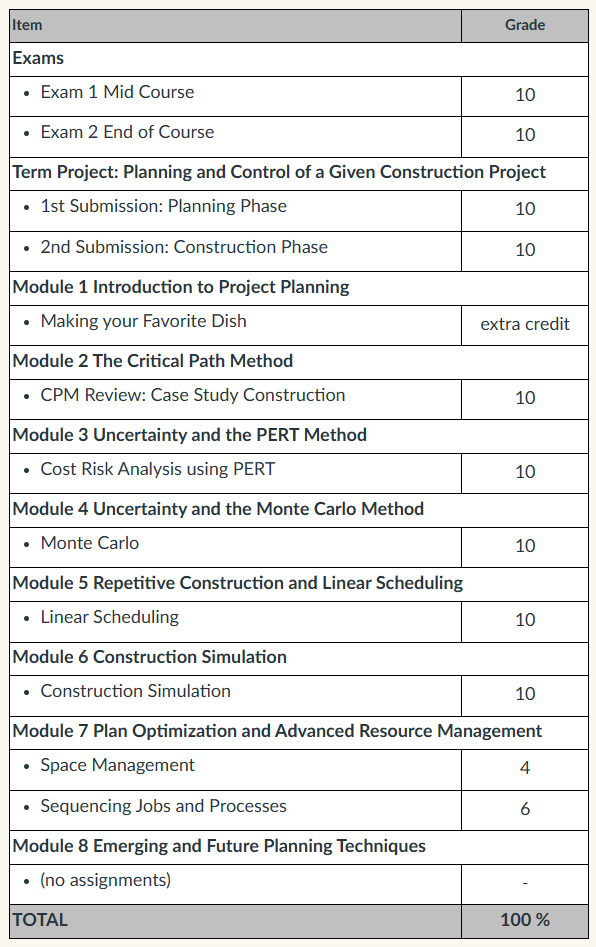 Item Grade
Exams
• Exam 1 Mid Course 10
• Exam 2 End of Course 10
Term Project: Planning and Control of a Given Construction Project
• 1st Submission: Planning Phase 10
• 2nd Submission: Construction Phase 10
Module 1 Introduction to Project Planning
• Making your Favorite Dish extra credit
Module 2 The Critical Path Method
• CPM Review: Case Study Construction 10
Module 3 Uncertainty and the PERT Method
• Cost Risk Analysis using PERT 10
Module 4 Uncertainty and the Monte Carlo Method
• Monte Carlo 10
Module 5 Repetitive Construction and Linear Scheduling
• Linear Scheduling 10
Module 6 Construction Simulation
• Construction Simulation 10
Module 7 Plan Optimization and Advanced Resource Management
• Space Management 4
• Sequencing Jobs and Processes 6
Module 8 Emerging and Future Planning Techniques
• (no assignments) -
TOTAL 100 %